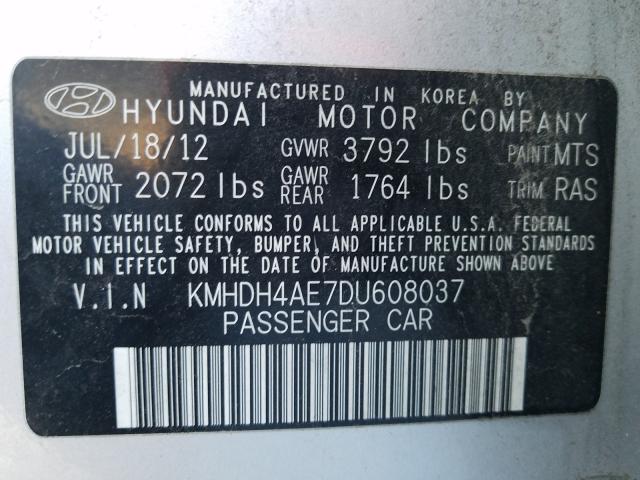 MANUFACTURED IN KOREA BY
HYUNDAI MOTOR COMPANY
JUL/18/12 GVWR 3792 lbs PAINT MTS
GAWR FRONT 2072 lbs GAWR REAR 1764 lbs TRIM RAS
THIS VEHICLE CONFORMS TO ALL APPLICABLE U.S.A. FEDERAL
MOTOR VEHICLE SAFETY, BUMPER, AND THEFT PREVENTION STANDARDS
IN EFFECT ON THE DATE OF MANUFACTURE SHOWN ABOVE
V.I.N KMHDH4AE7DU608037
PASSENGER CAR